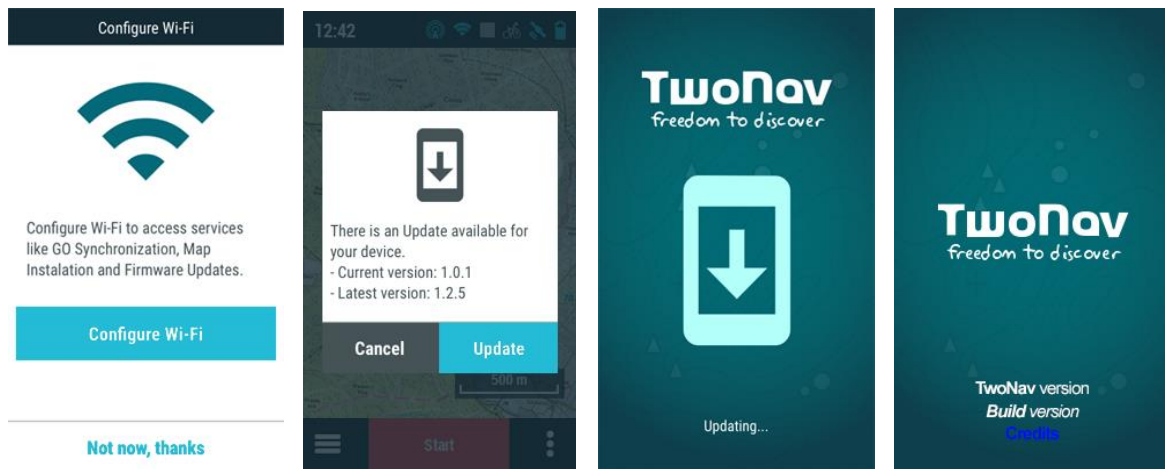 Configure Wi-Fi
Configure Wi-Fi to access services
like GO Synchronization, Map
Instalation and Firmware Updates.
Configure Wi-Fi
Not now, thanks
12:42
There is an Update available for
your device.
- Current version: 1.0.1
- Latest version: 1.2.5
Cancel
Update
500 m
Start
TwoNav
freedom to discover
Updating...
TwoNav
freedom to discover
TwoNav version
Build version
Credits